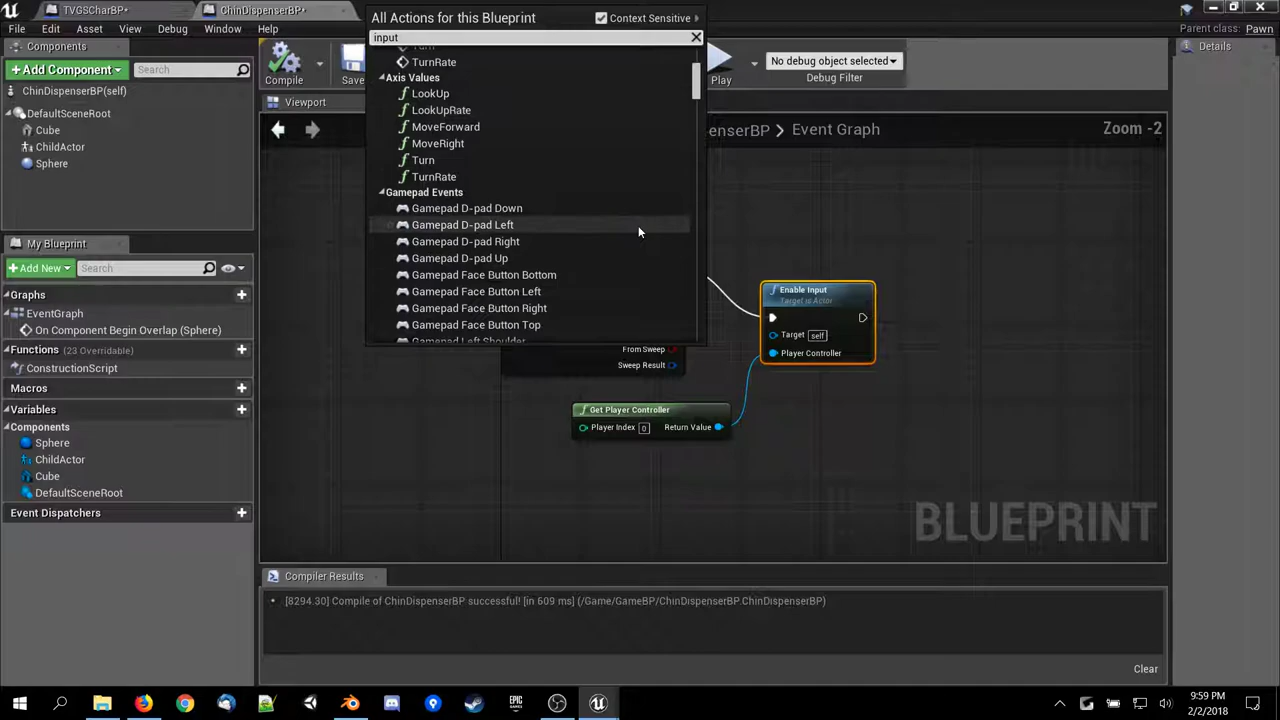 TVGSCharBP•
ChinDispenserBP•
Parent class: Pawn
File Edit Asset View Debug Window Help
All Actions for this Blueprint
Context Sensitive
input
Components
Details
+ Add Component
Search
ChinDispenserBP(self)
DefaultSceneRoot
Cube
ChildActor
Sphere
Compile
Save
Play
No debug object selected
Debug Filter
Viewport
TurnRate
Axis Values
LookUp
LookUpRate
MoveForward
MoveRight
Turn
TurnRate
Gamepad Events
Gamepad D-pad Down
Gamepad D-pad Left
Gamepad D-pad Right
Gamepad D-pad Up
Gamepad Face Button Bottom
Gamepad Face Button Left
Gamepad Face Button Right
Gamepad Face Button Top
Gamepad Left Shoulder
penserBP > Event Graph
Zoom -2
My Blueprint
+ Add New
Search
Graphs
EventGraph
On Component Begin Overlap (Sphere)
Functions (23 Overridable)
ConstructionScript
Macros
Variables
Components
Sphere
ChildActor
Cube
DefaultSceneRoot
Event Dispatchers
Enable Input
Target is Actor
Target self
Player Controller
From Sweep
Sweep Result
Get Player Controller
Player Index 0 Return Value
BLUEPRINT
Compiler Results
[8294.30] Compile of ChinDispenserBP successful! [in 609 ms] (/Game/GameBP/ChinDispenserBP.ChinDispenserBP)
Clear
9:59 PM
2/2/2018